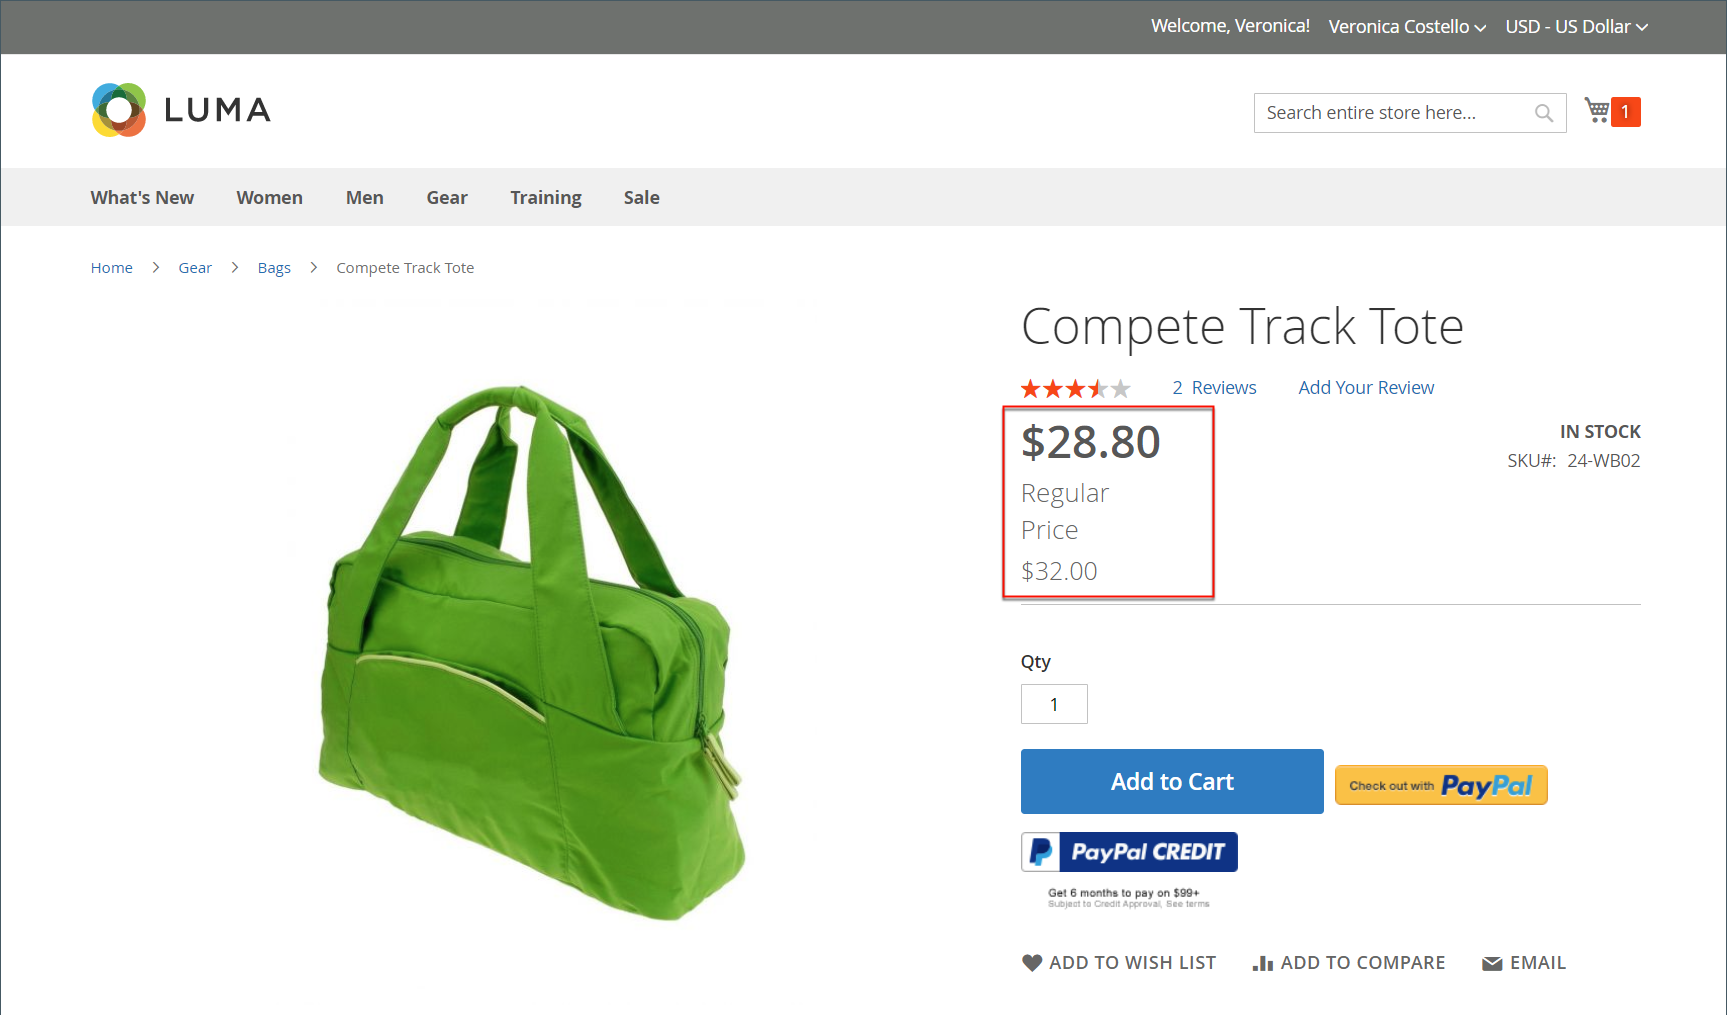 Welcome, Veronica! Veronica Costello USD - US Dollar
LUMA
Search entire store here...
1
What's New Women Men Gear Training Sale
Home > Gear > Bags > Compete Track Tote
Compete Track Tote
2 Reviews Add Your Review
$28.80
Regular
Price
$32.00
IN STOCK
SKU#: 24-WB02
Qty
1
Add to Cart
Check out with PayPal
PayPal CREDIT
Get 6 months to pay on $99+
Subject to Credit Approval, See terms
ADD TO WISH LIST ADD TO COMPARE EMAIL